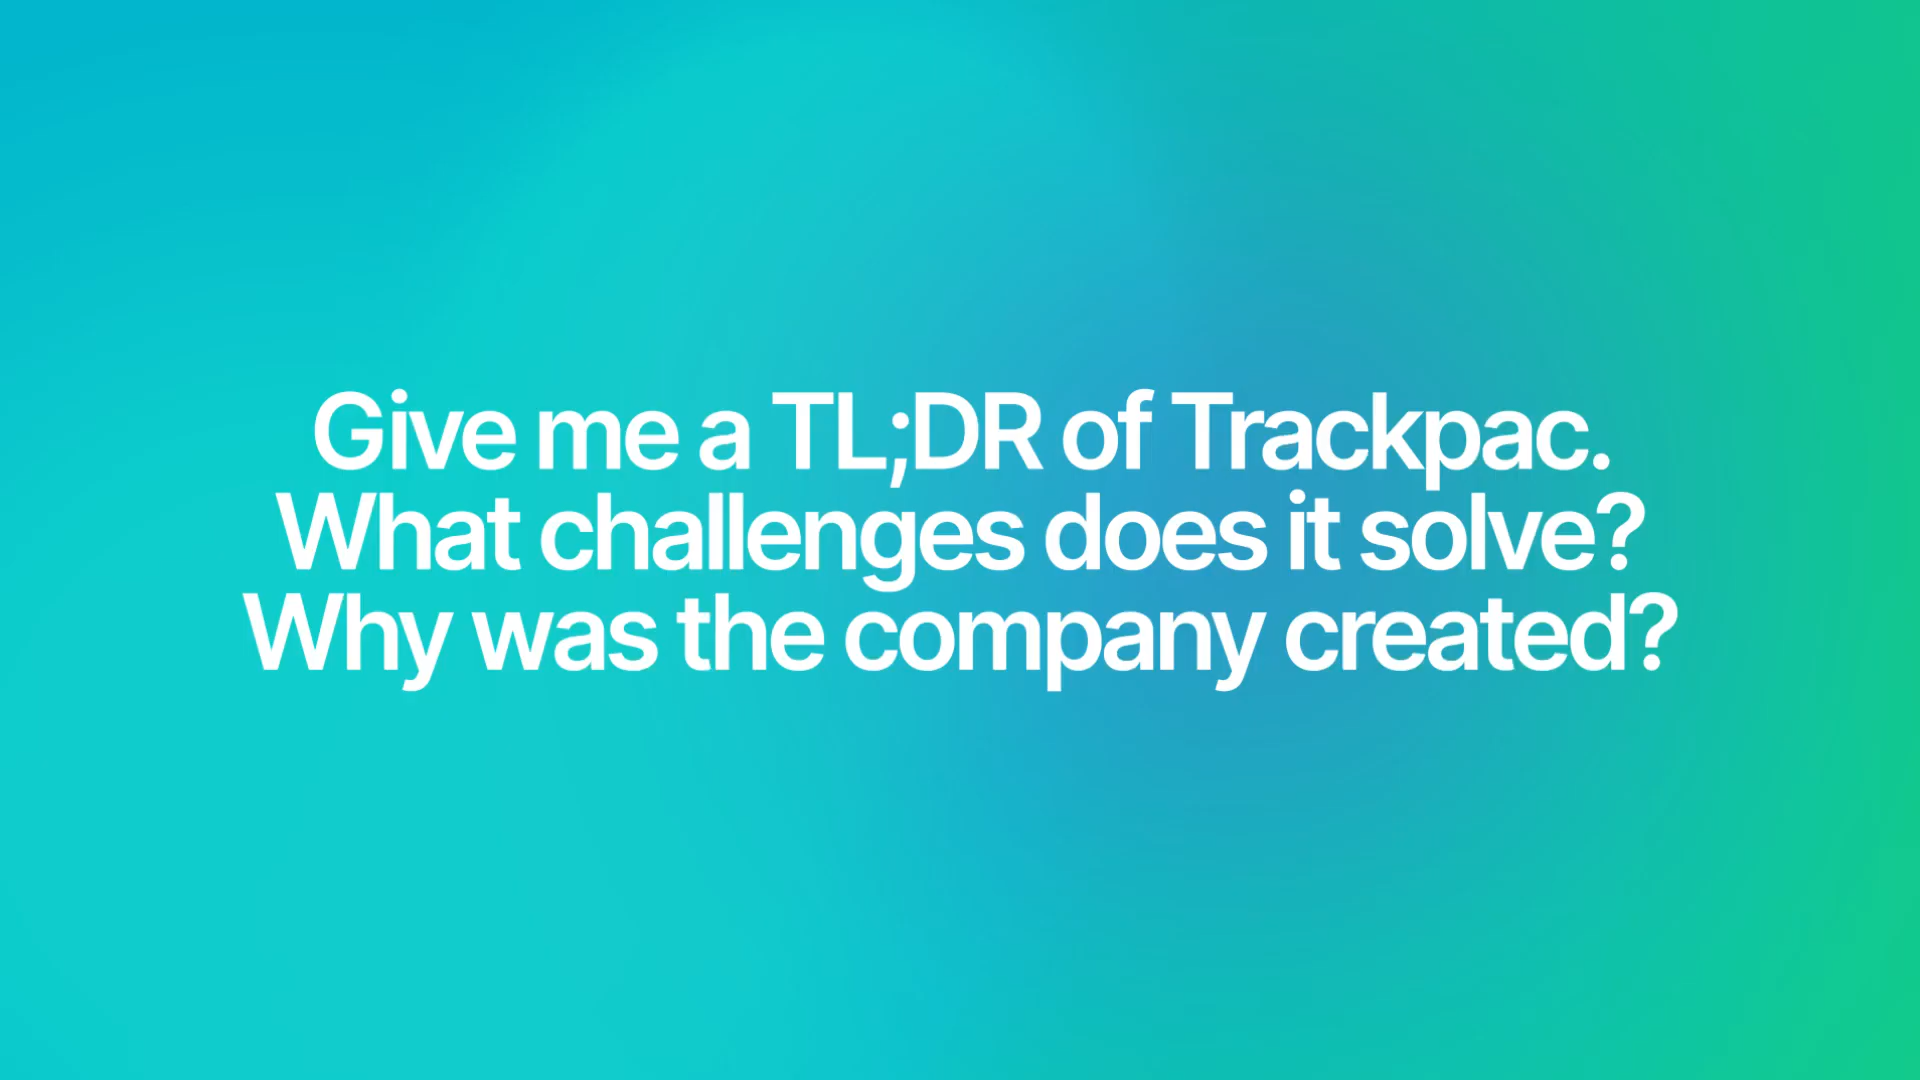 Give me a TL;DR of Trackpac.
What challenges does it solve?
Why was the company created?